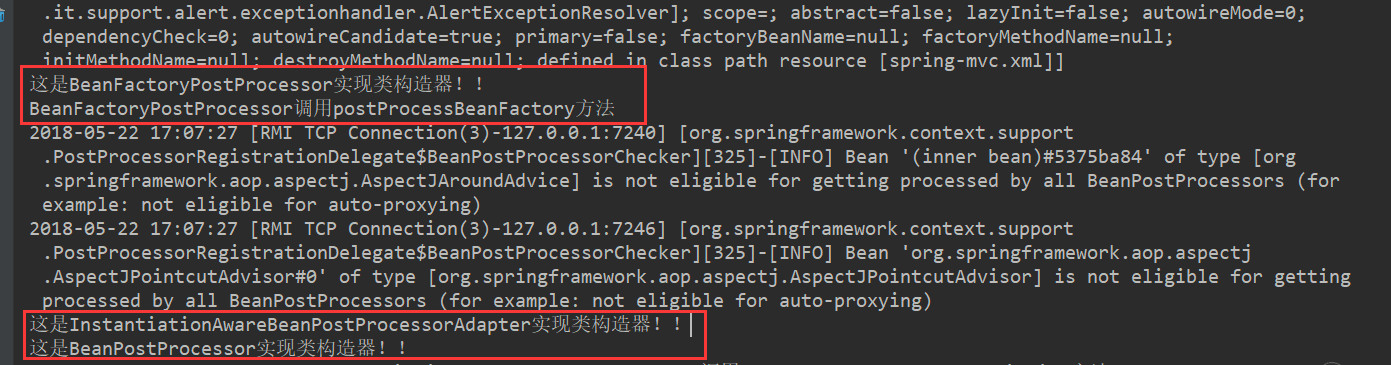 .it.support.alert.exceptionhandler.AlertExceptionResolver]; scope=; abstract=false; lazyInit=false; autowireMode=0;
dependencyCheck=0; autowireCandidate=true; primary=false; factoryBeanName=null; factoryMethodName=null;
initMethodName=null; destroyMethodName=null; defined in class path resource [spring-mvc.xml]]
这是BeanFactoryPostProcessor实现类构造器！！
BeanFactoryPostProcessor调用postProcessBeanFactory方法
2018-05-22 17:07:27 [RMI TCP Connection(3)-127.0.0.1:7240] [org.springframework.context.support
.PostProcessorRegistrationDelegate$BeanPostProcessorChecker][325]-[INFO] Bean '(inner bean)#5375ba84' of type [org
.springframework.aop.aspectj.AspectJAroundAdvice] is not eligible for getting processed by all BeanPostProcessors (for
example: not eligible for auto-proxying)
2018-05-22 17:07:27 [RMI TCP Connection(3)-127.0.0.1:7246] [org.springframework.context.support
.PostProcessorRegistrationDelegate$BeanPostProcessorChecker][325]-[INFO] Bean 'org.springframework.aop.aspectj
.AspectJPointcutAdvisor#0' of type [org.springframework.aop.aspectj.AspectJPointcutAdvisor] is not eligible for getting
processed by all BeanPostProcessors (for example: not eligible for auto-proxying)
这是InstantiationAwareBeanPostProcessorAdapter实现类构造器！！
这是BeanPostProcessor实现类构造器！！